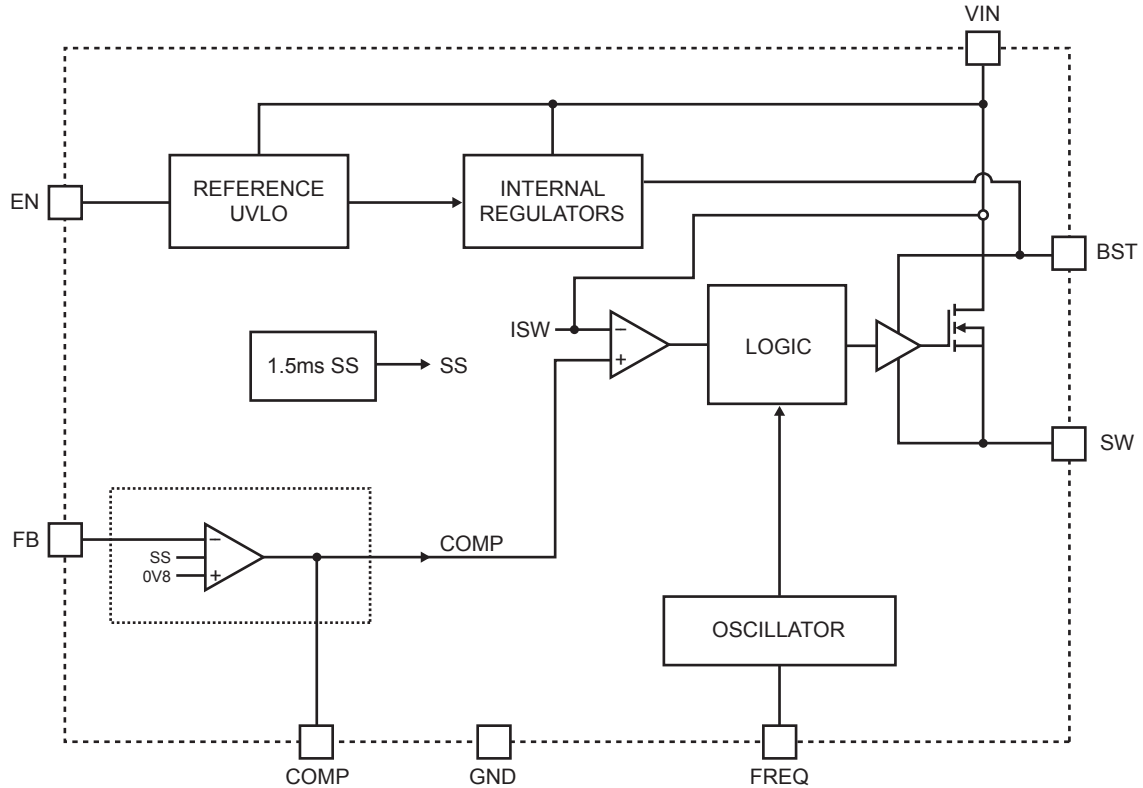 VIN
EN
REFERENCE
UVLO
INTERNAL
REGULATORS
BST
ISW
−
+
LOGIC
1.5ms SS
SS
SW
FB
−
SS
0V8
+
COMP
OSCILLATOR
COMP
GND
FREQ